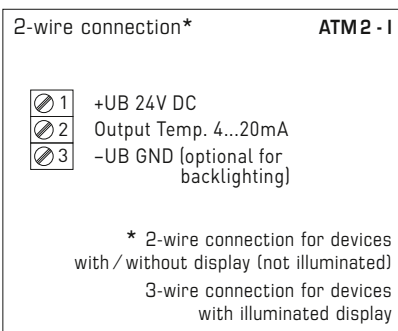 2-wire connection* ATM 2 - I
1 +UB 24V DC
2 Output Temp. 4...20mA
3 –UB GND (optional for
backlighting)
* 2-wire connection for devices
with / without display (not illuminated)
3-wire connection for devices
with illuminated display